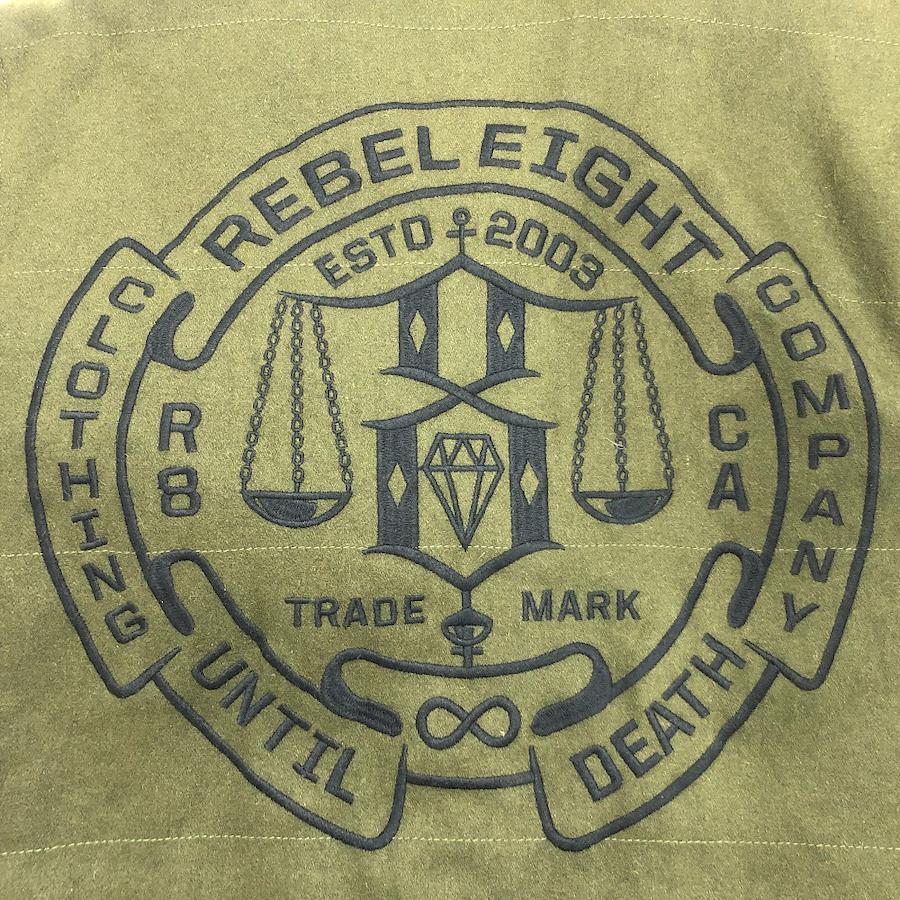 REBEL EIGHT
ESTD 2003
CLOTHING
COMPANY
R8
CA
TRADE MARK
UNTIL DEATH